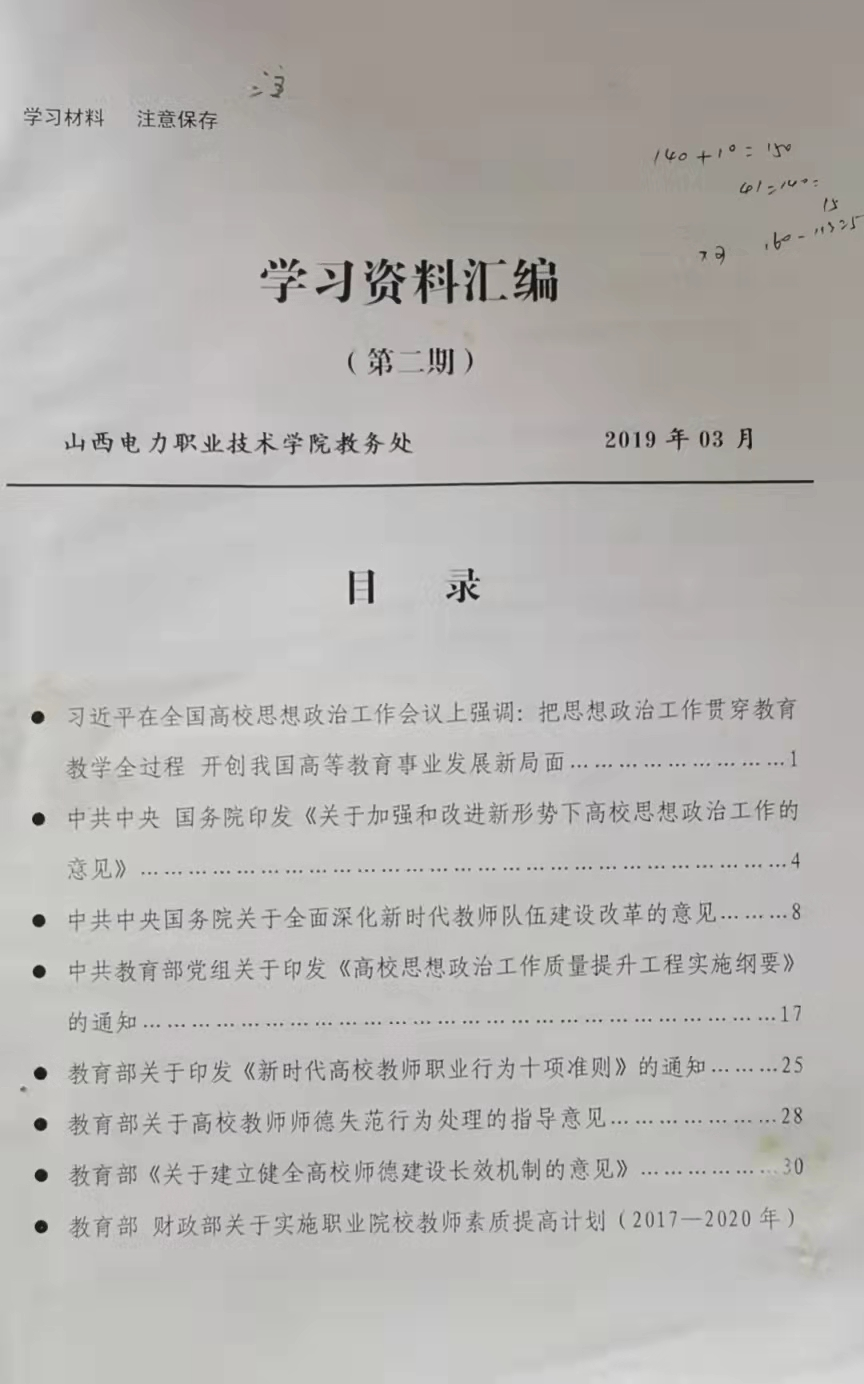 学习材料 注意保存
140+10=150
学习资料汇编
（第二期）
山西电力职业技术学院教务处 2019年03月
目 录
● 习近平在全国高校思想政治工作会议上强调：把思想政治工作贯穿教育
教学全过程 开创我国高等教育事业发展新局面……………………1
● 中共中央 国务院印发《关于加强和改进新形势下高校思想政治工作的
意见》……………………………………………………………………4
● 中共中央国务院关于全面深化新时代教师队伍建设改革的意见………8
● 中共教育部党组关于印发《高校思想政治工作质量提升工程实施纲要》
的通知……………………………………………………………………17
● 教育部关于印发《新时代高校教师职业行为十项准则》的通知………25
● 教育部关于高校教师师德失范行为处理的指导意见…………………28
● 教育部《关于建立健全高校师德建设长效机制的意见》………………30
● 教育部 财政部关于实施职业院校教师素质提高计划（2017—2020年）